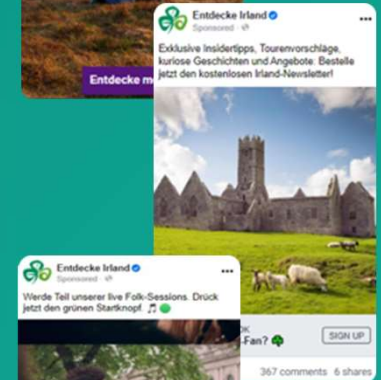 Entdecke Irland
Sponsored
Exklusive Insidertipps, Tourenvorschläge,
kuriose Geschichten und Angebote: Bestelle
jetzt den kostenlosen Irland-Newsletter!
Entdecke
-Fan? ☘
SIGN UP
367 comments 6 shares
Entdecke Irland
Sponsored
Werde Teil unserer live Folk-Sessions. Drück
jetzt den grünen Startknopf. 🎵 🟢